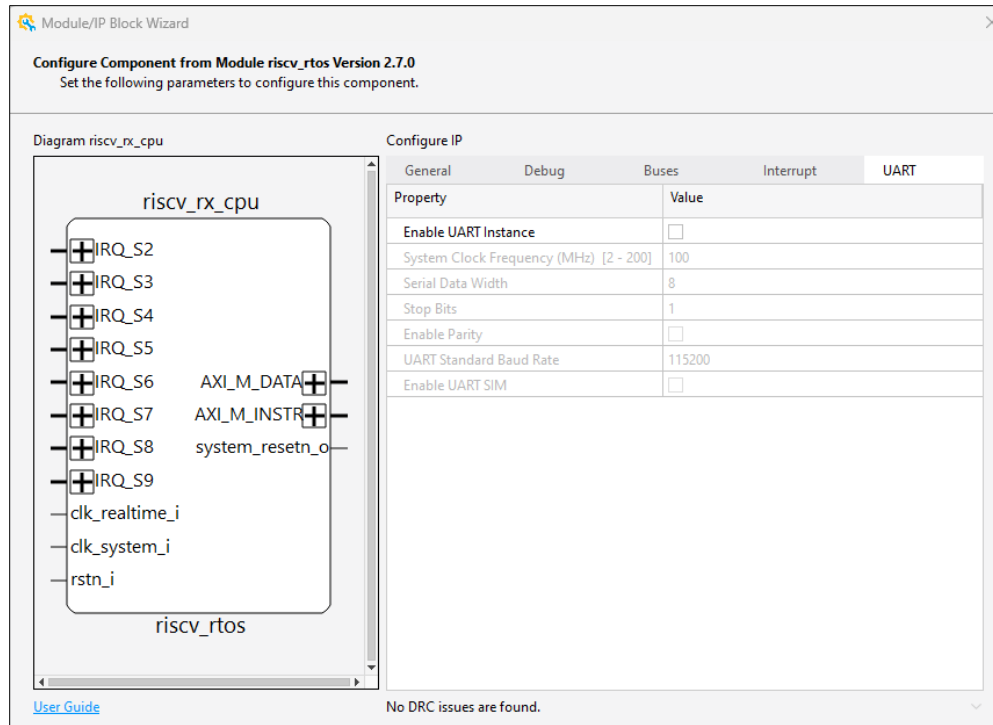 Module/IP Block Wizard
Configure Component from Module riscv_rtos Version 2.7.0
Set the following parameters to configure this component.
Diagram riscv_rx_cpu
riscv_rx_cpu
IRQ_S2
IRQ_S3
IRQ_S4
IRQ_S5
IRQ_S6 AXI_M_DATA
IRQ_S7 AXI_M_INSTR
IRQ_S8 system_resetn_o
IRQ_S9
clk_realtime_i
clk_system_i
rstn_i
riscv_rtos
User Guide
Configure IP
General Debug Buses Interrupt UART
Property Value
Enable UART Instance
System Clock Frequency (MHz) [2 - 200] 100
Serial Data Width 8
Stop Bits 1
Enable Parity
UART Standard Baud Rate 115200
Enable UART SIM
No DRC issues are found.